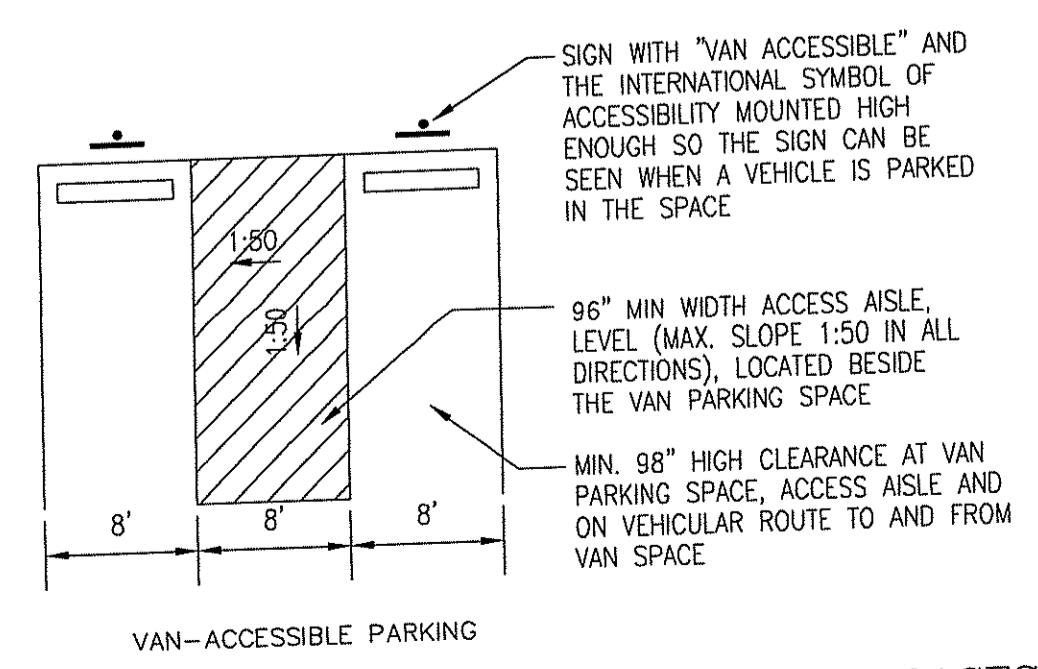 SIGN WITH "VAN ACCESSIBLE" AND
THE INTERNATIONAL SYMBOL OF
ACCESSIBILITY MOUNTED HIGH
ENOUGH SO THE SIGN CAN BE
SEEN WHEN A VEHICLE IS PARKED
IN THE SPACE
1:50
1:50
96" MIN WIDTH ACCESS AISLE,
LEVEL (MAX. SLOPE 1:50 IN ALL
DIRECTIONS), LOCATED BESIDE
THE VAN PARKING SPACE
MIN. 98" HIGH CLEARANCE AT VAN
PARKING SPACE, ACCESS AISLE AND
ON VEHICULAR ROUTE TO AND FROM
VAN SPACE
8'
8'
8'
VAN-ACCESSIBLE PARKING